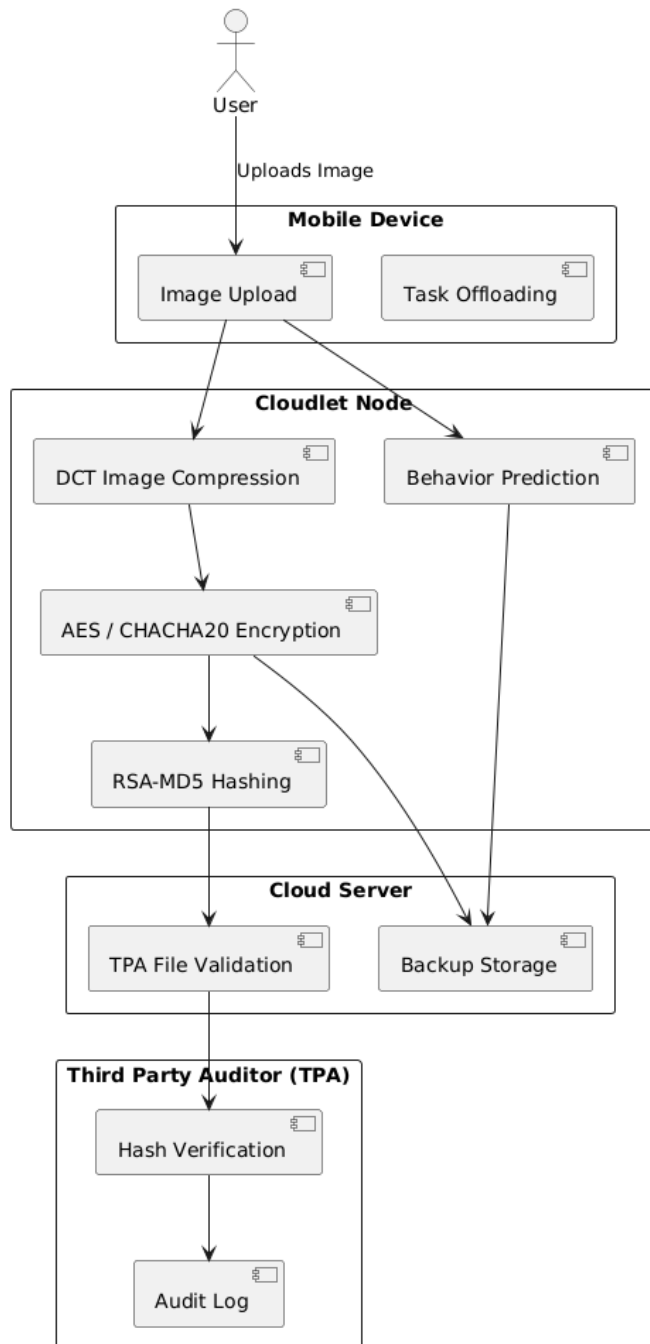 User
Uploads Image
Mobile Device
Image Upload
Task Offloading
Cloudlet Node
DCT Image Compression
Behavior Prediction
AES / CHACHA20 Encryption
RSA-MD5 Hashing
Cloud Server
TPA File Validation
Backup Storage
Third Party Auditor (TPA)
Hash Verification
Audit Log